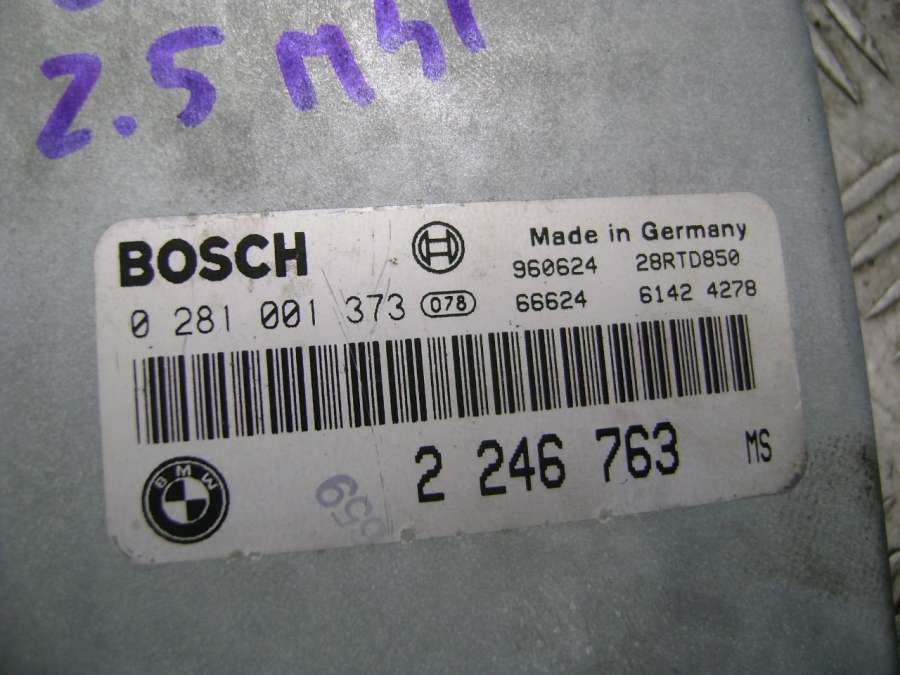 2.5
BOSCH
Made in Germany
960624 28RTD850
0 281 001 373 078 66624 6142 4278
2 246 763 MS
BMW
659